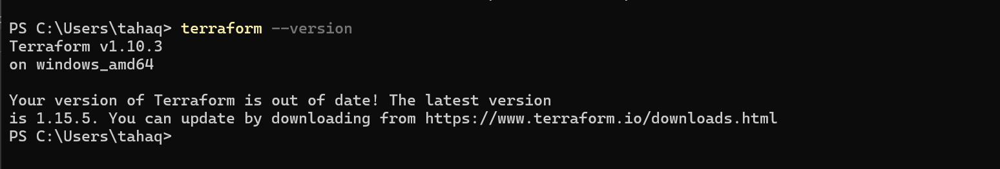 PS C:\Users\tahaq> terraform --version
Terraform v1.10.3
on windows_amd64
Your version of Terraform is out of date! The latest version
is 1.15.5. You can update by downloading from https://www.terraform.io/downloads.html
PS C:\Users\tahaq>